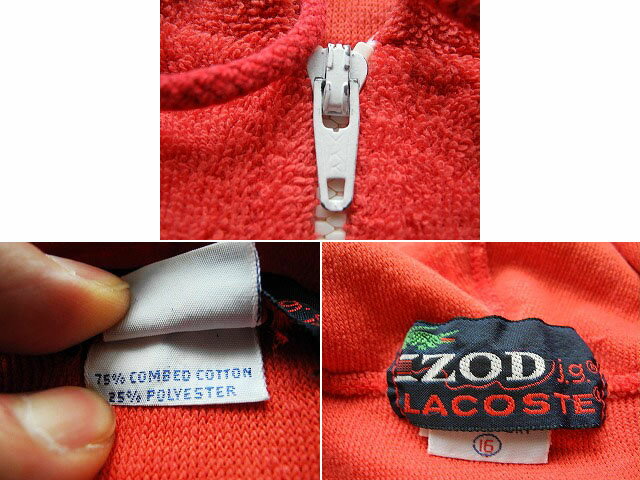 75% COMBED COTTON
25% POLYESTER
IZOD j.g.®
LACOSTE
16